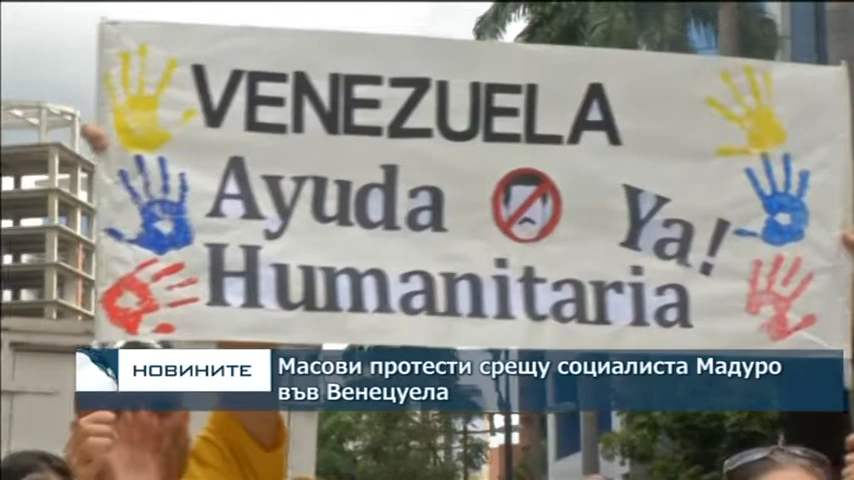 VENEZUELA
Ayuda Ya!
Humanitaria
НОВИНИТЕ
Масови протести срещу социалиста Мадуро
във Венецуела